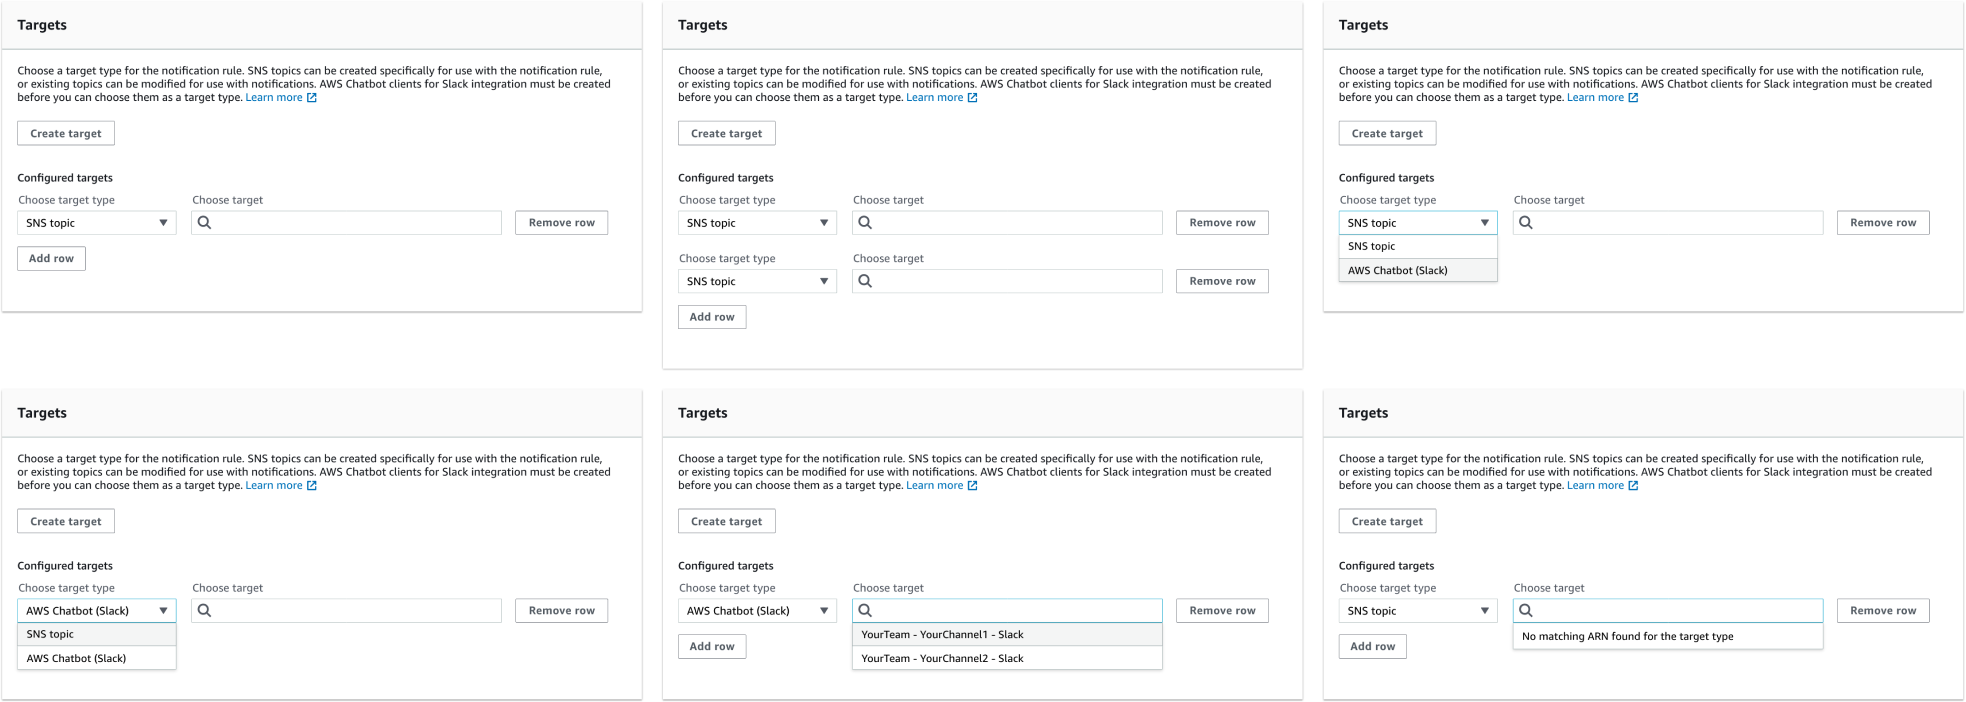 Targets
Choose a target type for the notification rule. SNS topics can be created specifically for use with the notification rule,
or existing topics can be modified for use with notifications. AWS Chatbot clients for Slack integration must be created
before you can choose them as a target type. Learn more
Create target
Configured targets
Choose target type Choose target
SNS topic Remove row
Add row
Targets
Choose a target type for the notification rule. SNS topics can be created specifically for use with the notification rule,
or existing topics can be modified for use with notifications. AWS Chatbot clients for Slack integration must be created
before you can choose them as a target type. Learn more
Create target
Configured targets
Choose target type Choose target
SNS topic Remove row
Choose target type Choose target
SNS topic Remove row
Add row
Targets
Choose a target type for the notification rule. SNS topics can be created specifically for use with the notification rule,
or existing topics can be modified for use with notifications. AWS Chatbot clients for Slack integration must be created
before you can choose them as a target type. Learn more
Create target
Configured targets
Choose target type Choose target
SNS topic Remove row
SNS topic
AWS Chatbot (Slack)
Targets
Choose a target type for the notification rule. SNS topics can be created specifically for use with the notification rule,
or existing topics can be modified for use with notifications. AWS Chatbot clients for Slack integration must be created
before you can choose them as a target type. Learn more
Create target
Configured targets
Choose target type Choose target
AWS Chatbot (Slack) Remove row
SNS topic
AWS Chatbot (Slack)
Targets
Choose a target type for the notification rule. SNS topics can be created specifically for use with the notification rule,
or existing topics can be modified for use with notifications. AWS Chatbot clients for Slack integration must be created
before you can choose them as a target type. Learn more
Create target
Configured targets
Choose target type Choose target
AWS Chatbot (Slack) Remove row
YourTeam - YourChannel1 - Slack
Add row
YourTeam - YourChannel2 - Slack
Targets
Choose a target type for the notification rule. SNS topics can be created specifically for use with the notification rule,
or existing topics can be modified for use with notifications. AWS Chatbot clients for Slack integration must be created
before you can choose them as a target type. Learn more
Create target
Configured targets
Choose target type Choose target
SNS topic Remove row
No matching ARN found for the target type
Add row